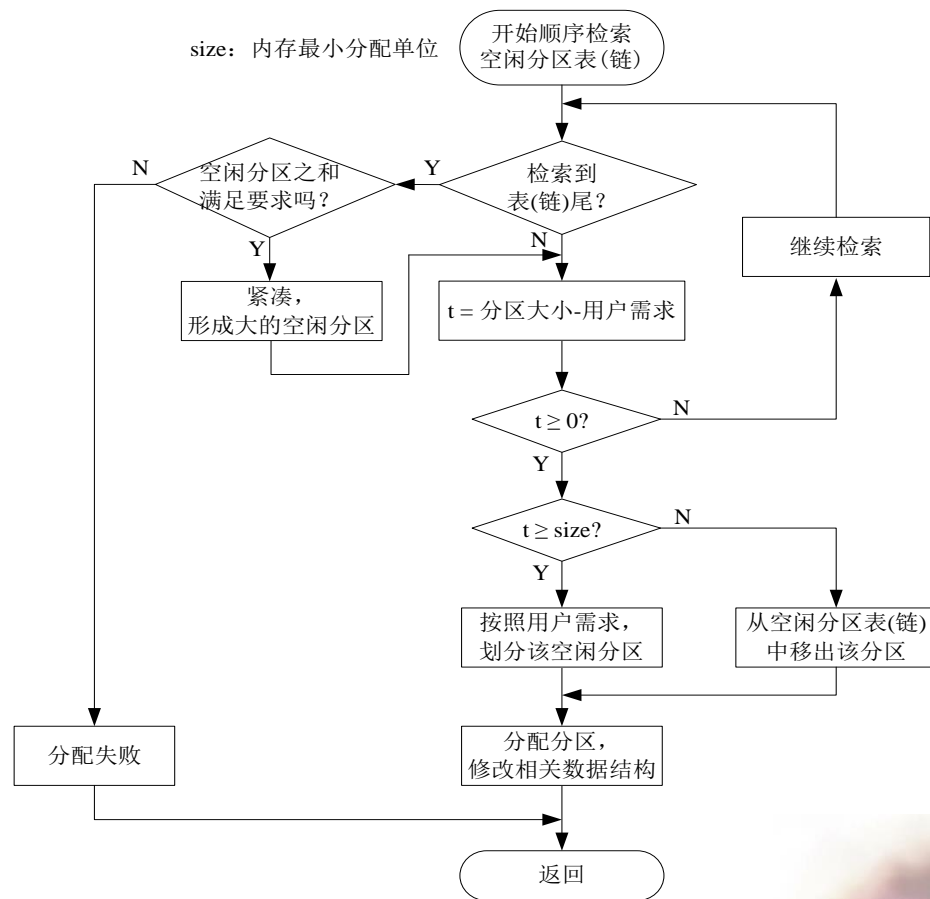 size：内存最小分配单位
开始顺序检索
空闲分区表(链)
N
空闲分区之和
满足要求吗？
Y
检索到
表(链)尾？
Y
N
继续检索
紧凑，
形成大的空闲分区
t = 分区大小-用户需求
t ≥ 0?
N
Y
t ≥ size?
N
Y
按照用户需求，
划分该空闲分区
从空闲分区表(链)
中移出该分区
分配失败
分配分区，
修改相关数据结构
返回